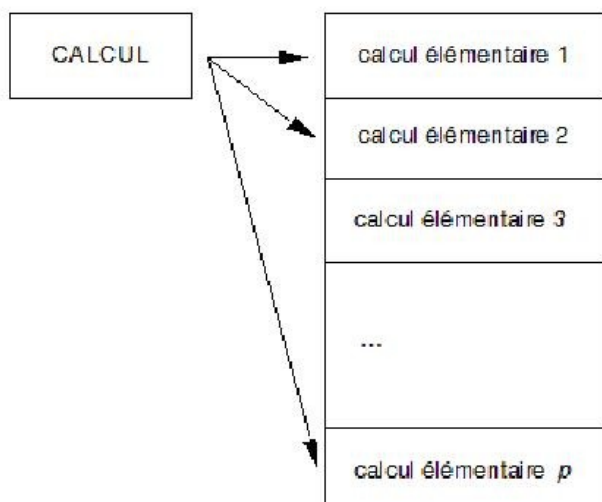 CALCUL
calcul élémentaire 1
calcul élémentaire 2
calcul élémentaire 3
...
calcul élémentaire p